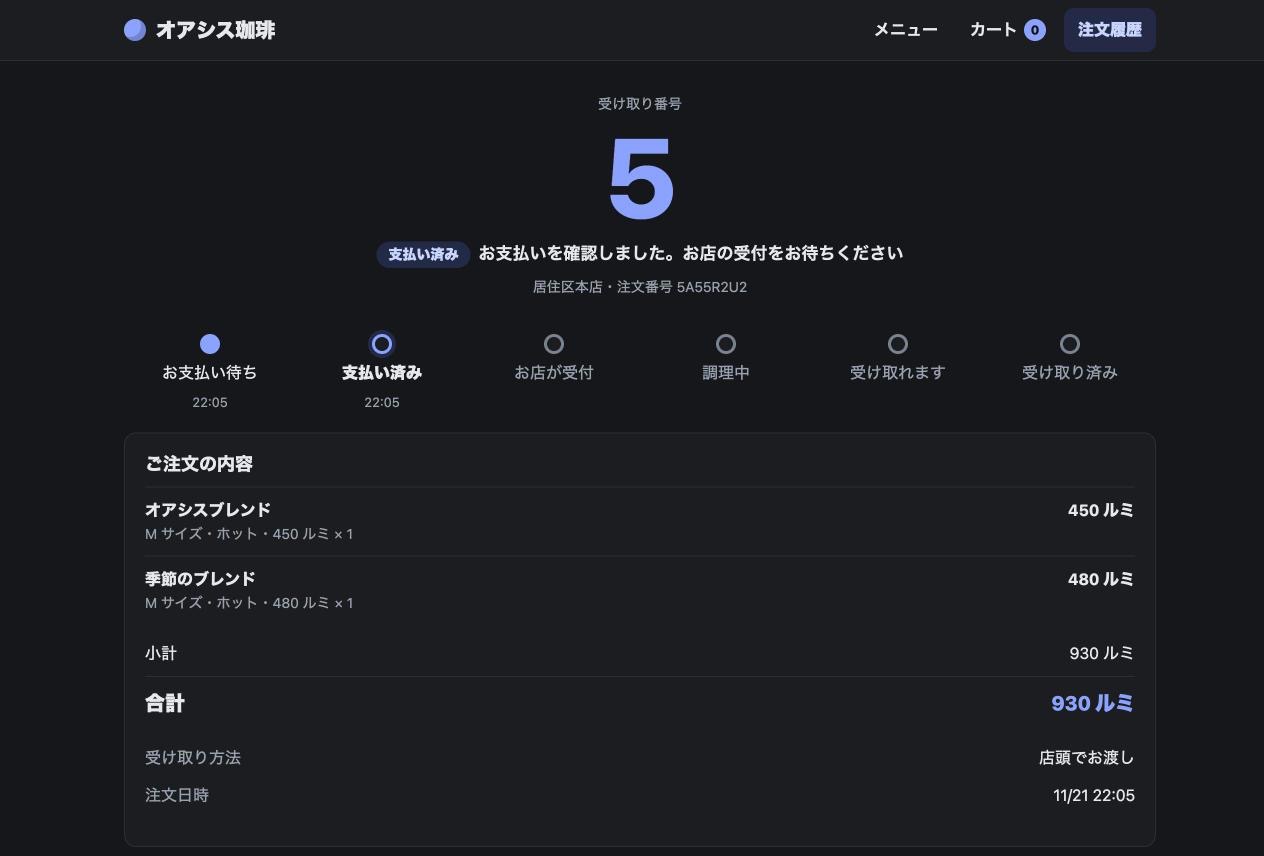 オアシス珈琲
メニュー
カート 0
注文履歴
受け取り番号
5
支払い済み お支払いを確認しました。お店の受付をお待ちください
居住区本店・注文番号 5A55R2U2
お支払い待ち
22:05
支払い済み
22:05
お店が受付
調理中
受け取れます
受け取り済み
ご注文の内容
オアシスブレンド 450 ルミ
M サイズ・ホット・450 ルミ × 1
季節のブレンド 480 ルミ
M サイズ・ホット・480 ルミ × 1
小計 930 ルミ
合計 930 ルミ
受け取り方法 店頭でお渡し
注文日時 11/21 22:05